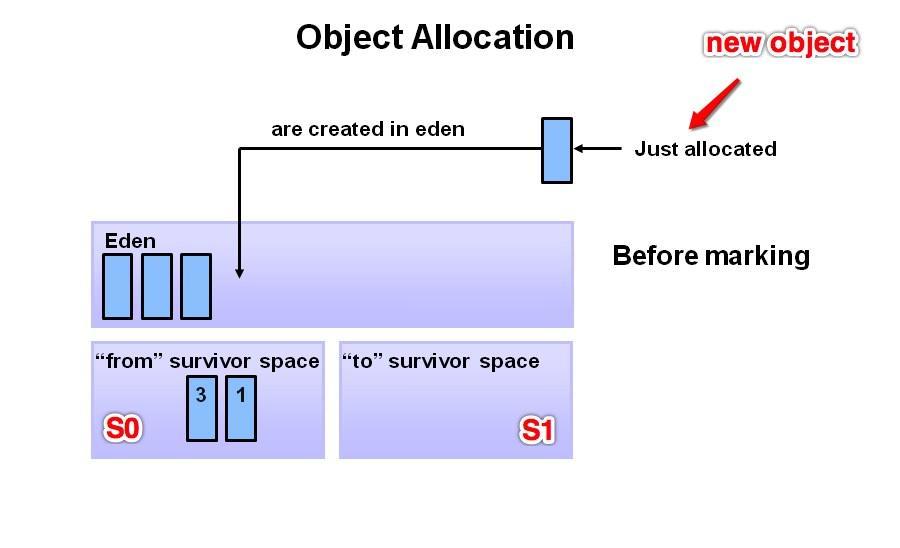 Object Allocation
new object
are created in eden
Just allocated
Eden
Before marking
“from” survivor space
“to” survivor space
3
1
S0
S1